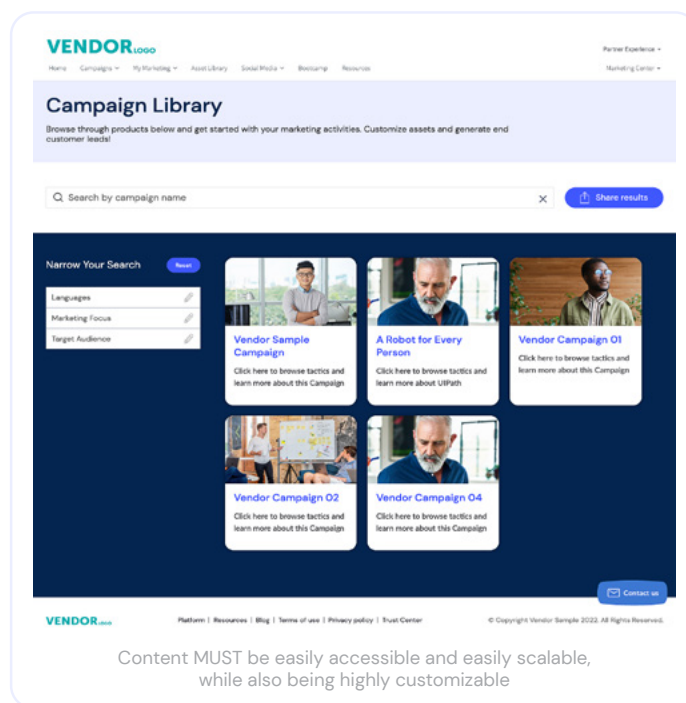 VENDOR LOGO
Partner Experience
Home Campaigns My Marketing Asset Library Social Media Bootcamp Resources
Marketing Center
Campaign Library
Browse through products below and get started with your marketing activities. Customize assets and generate end
customer leads!
Search by campaign name
Share results
Narrow Your Search
Reset
Languages
Marketing Focus
Target Audience
Vendor Sample
Campaign
Click here to browse tactics and
learn more about this Campaign
A Robot for Every
Person
Click here to browse tactics and
learn more about UIPath
Vendor Campaign 01
Click here to browse tactics and
learn more about this Campaign
Vendor Campaign 02
Click here to browse tactics and
learn more about this Campaign
Vendor Campaign 04
Click here to browse tactics and
learn more about this Campaign
Contact us
VENDOR LOGO
Platform | Resources | Blog | Terms of use | Privacy policy | Trust Center
© Copyright Vendor Sample 2022. All Rights Reserved.
Content MUST be easily accessible and easily scalable,
while also being highly customizable